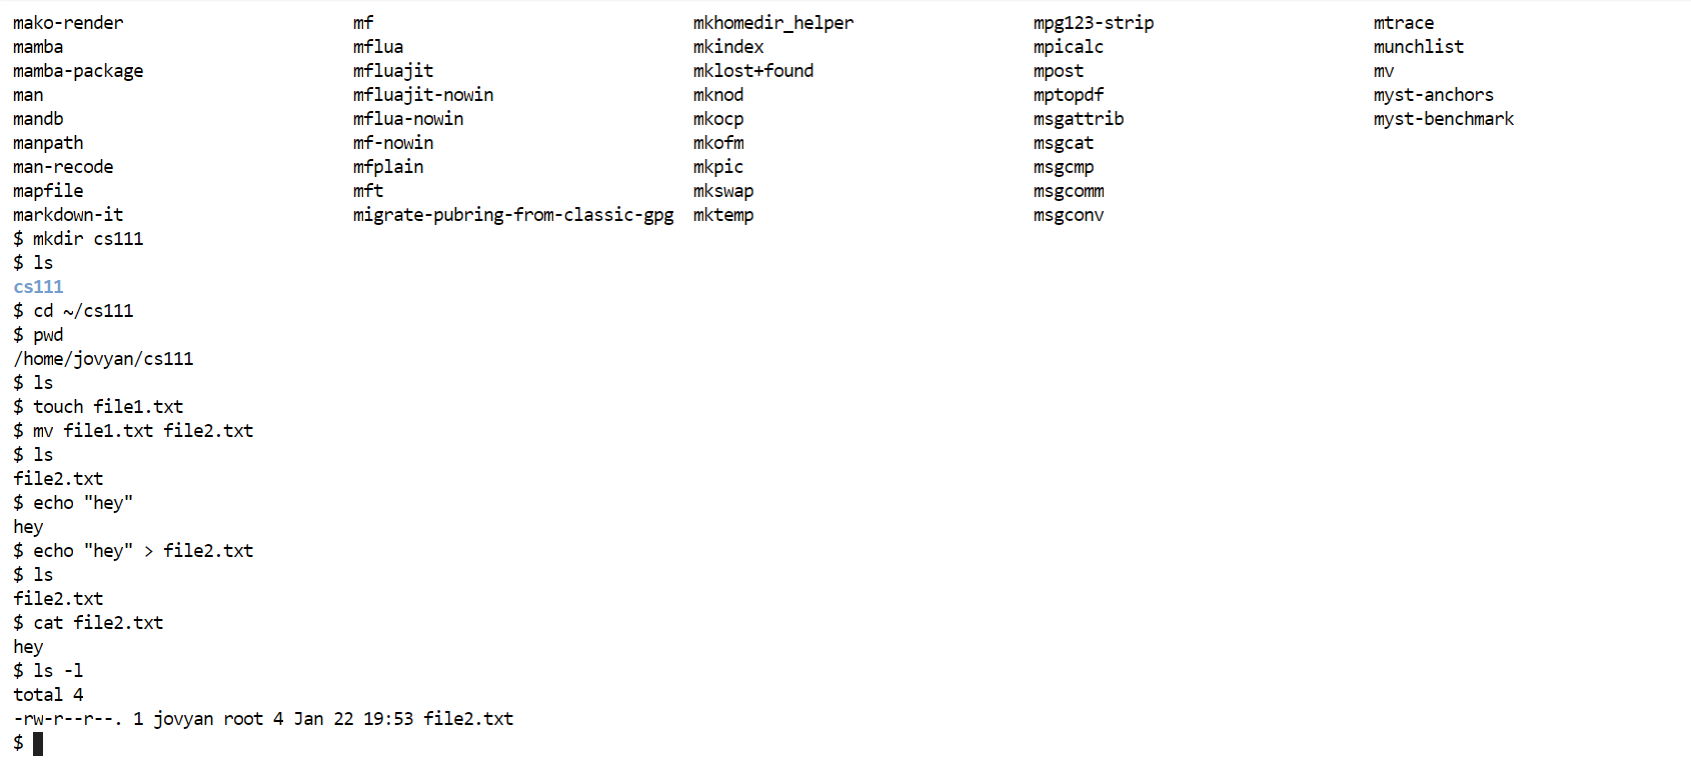 mako-render mf mkhomedir_helper mpg123-strip mtrace
mamba mflua mkindex mpicalc munchlist
mamba-package mfluajit mklost+found mpost mv
man mfluajit-nowin mknod mptopdf myst-anchors
mandb mflua-nowin mkocp msgattrib myst-benchmark
manpath mf-nowin mkofm msgcat
man-recode mfplain mkpic msgcmp
mapfile mft mkswap msgcomm
markdown-it migrate-pubring-from-classic-gpg mktemp msgconv
$ mkdir cs111
$ ls
cs111
$ cd ~/cs111
$ pwd
/home/jovyan/cs111
$ ls
$ touch file1.txt
$ mv file1.txt file2.txt
$ ls
file2.txt
$ echo "hey"
hey
$ echo "hey" > file2.txt
$ ls
file2.txt
$ cat file2.txt
hey
$ ls -l
total 4
-rw-r--r--. 1 jovyan root 4 Jan 22 19:53 file2.txt
$